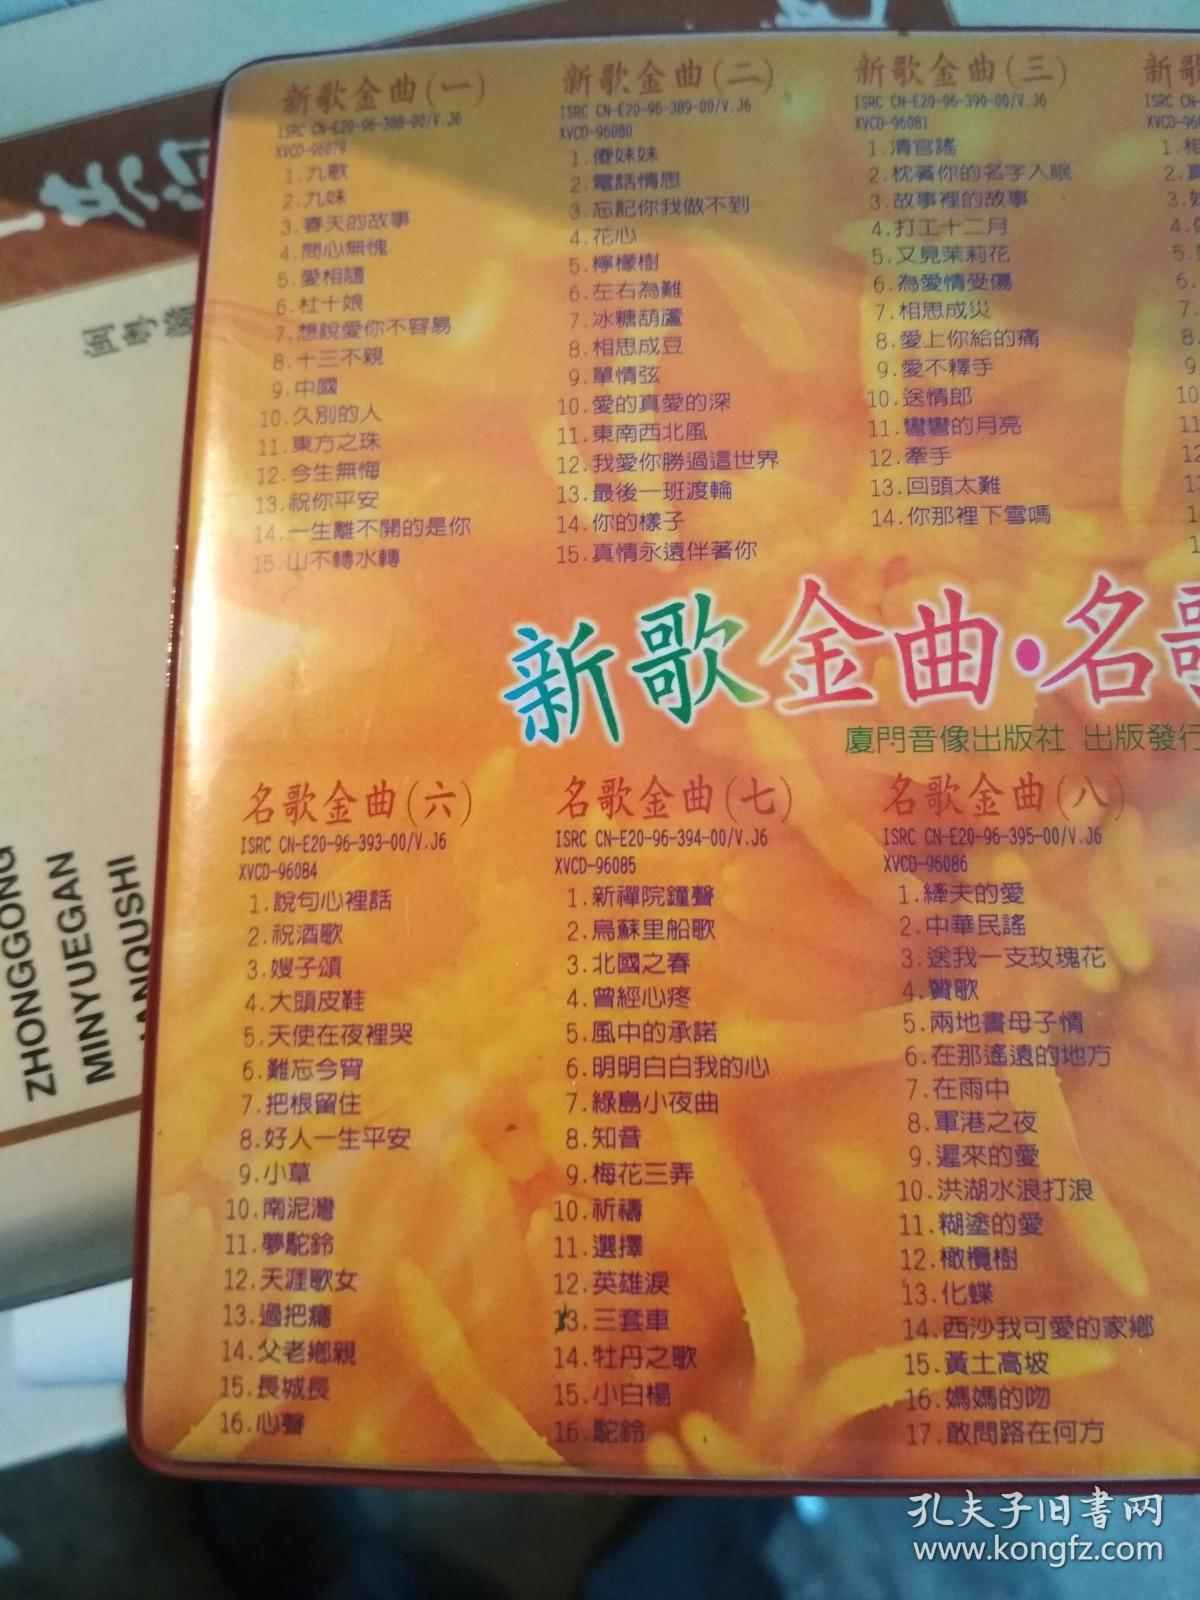 新歌金曲(一)
ISRC CN-E20-96-388-00/V.J6
XVCD-96079
1.九歌
2.九妹
3.春天的故事
4.問心無愧
5.愛相隨
6.杜十娘
7.想說愛你不容易
8.十三不親
9.中國
10.久別的人
11.東方之珠
12.今生無悔
13.祝你平安
14.一生離不開的是你
15.山不轉水轉
新歌金曲(二)
ISRC CN-E20-96-389-00/V.J6
XVCD-96080
1.傻妹妹
2.電話情思
3.忘記你我做不到
4.花心
5.檸檬樹
6.左右為難
7.冰糖葫蘆
8.相思成豆
9.單情弦
10.愛的真愛的深
11.東南西北風
12.我愛你勝過這世界
13.最後一班渡輪
14.你的樣子
15.真情永遠伴著你
新歌金曲(三)
ISRC CN-E20-96-390-00/V.J6
XVCD-96081
1.清官謠
2.枕著你的名字入眠
3.故事裡的故事
4.打工十二月
5.又見茉莉花
6.為愛情受傷
7.相思成災
8.愛上你給的痛
9.愛不釋手
10.送情郎
11.彎彎的月亮
12.牽手
13.回頭太難
14.你那裡下雪嗎
新歌
ISRC CN-
新歌金曲·名歌
廈門音像出版社 出版發行
名歌金曲(六)
ISRC CN-E20-96-393-00/V.J6
XVCD-96084
1.說句心裡話
2.祝酒歌
3.嫂子頌
4.大頭皮鞋
5.天使在夜裡哭
6.難忘今宵
7.把根留住
8.好人一生平安
9.小草
10.南泥灣
11.夢駝鈴
12.天涯歌女
13.過把癮
14.父老鄉親
15.長城長
16.心聲
名歌金曲(七)
ISRC CN-E20-96-394-00/V.J6
XVCD-96085
1.新禪院鐘聲
2.烏蘇里船歌
3.北國之春
4.曾經心疼
5.風中的承諾
6.明明白白我的心
7.綠島小夜曲
8.知音
9.梅花三弄
10.祈禱
11.選擇
12.英雄淚
13.三套車
14.牡丹之歌
15.小白楊
16.駝鈴
名歌金曲(八)
ISRC CN-E20-96-395-00/V.J6
XVCD-96086
1.縴夫的愛
2.中華民謠
3.送我一支玫瑰花
4.贊歌
5.兩地書母子情
6.在那遙遠的地方
7.在雨中
8.軍港之夜
9.遲來的愛
10.洪湖水浪打浪
11.糊塗的愛
12.橄欖樹
13.化蝶
14.西沙我可愛的家鄉
15.黃土高坡
16.媽媽的吻
17.敢問路在何方
ZHONGGONG
MINYUEGAN
孔夫子旧书网
www.kongfz.com